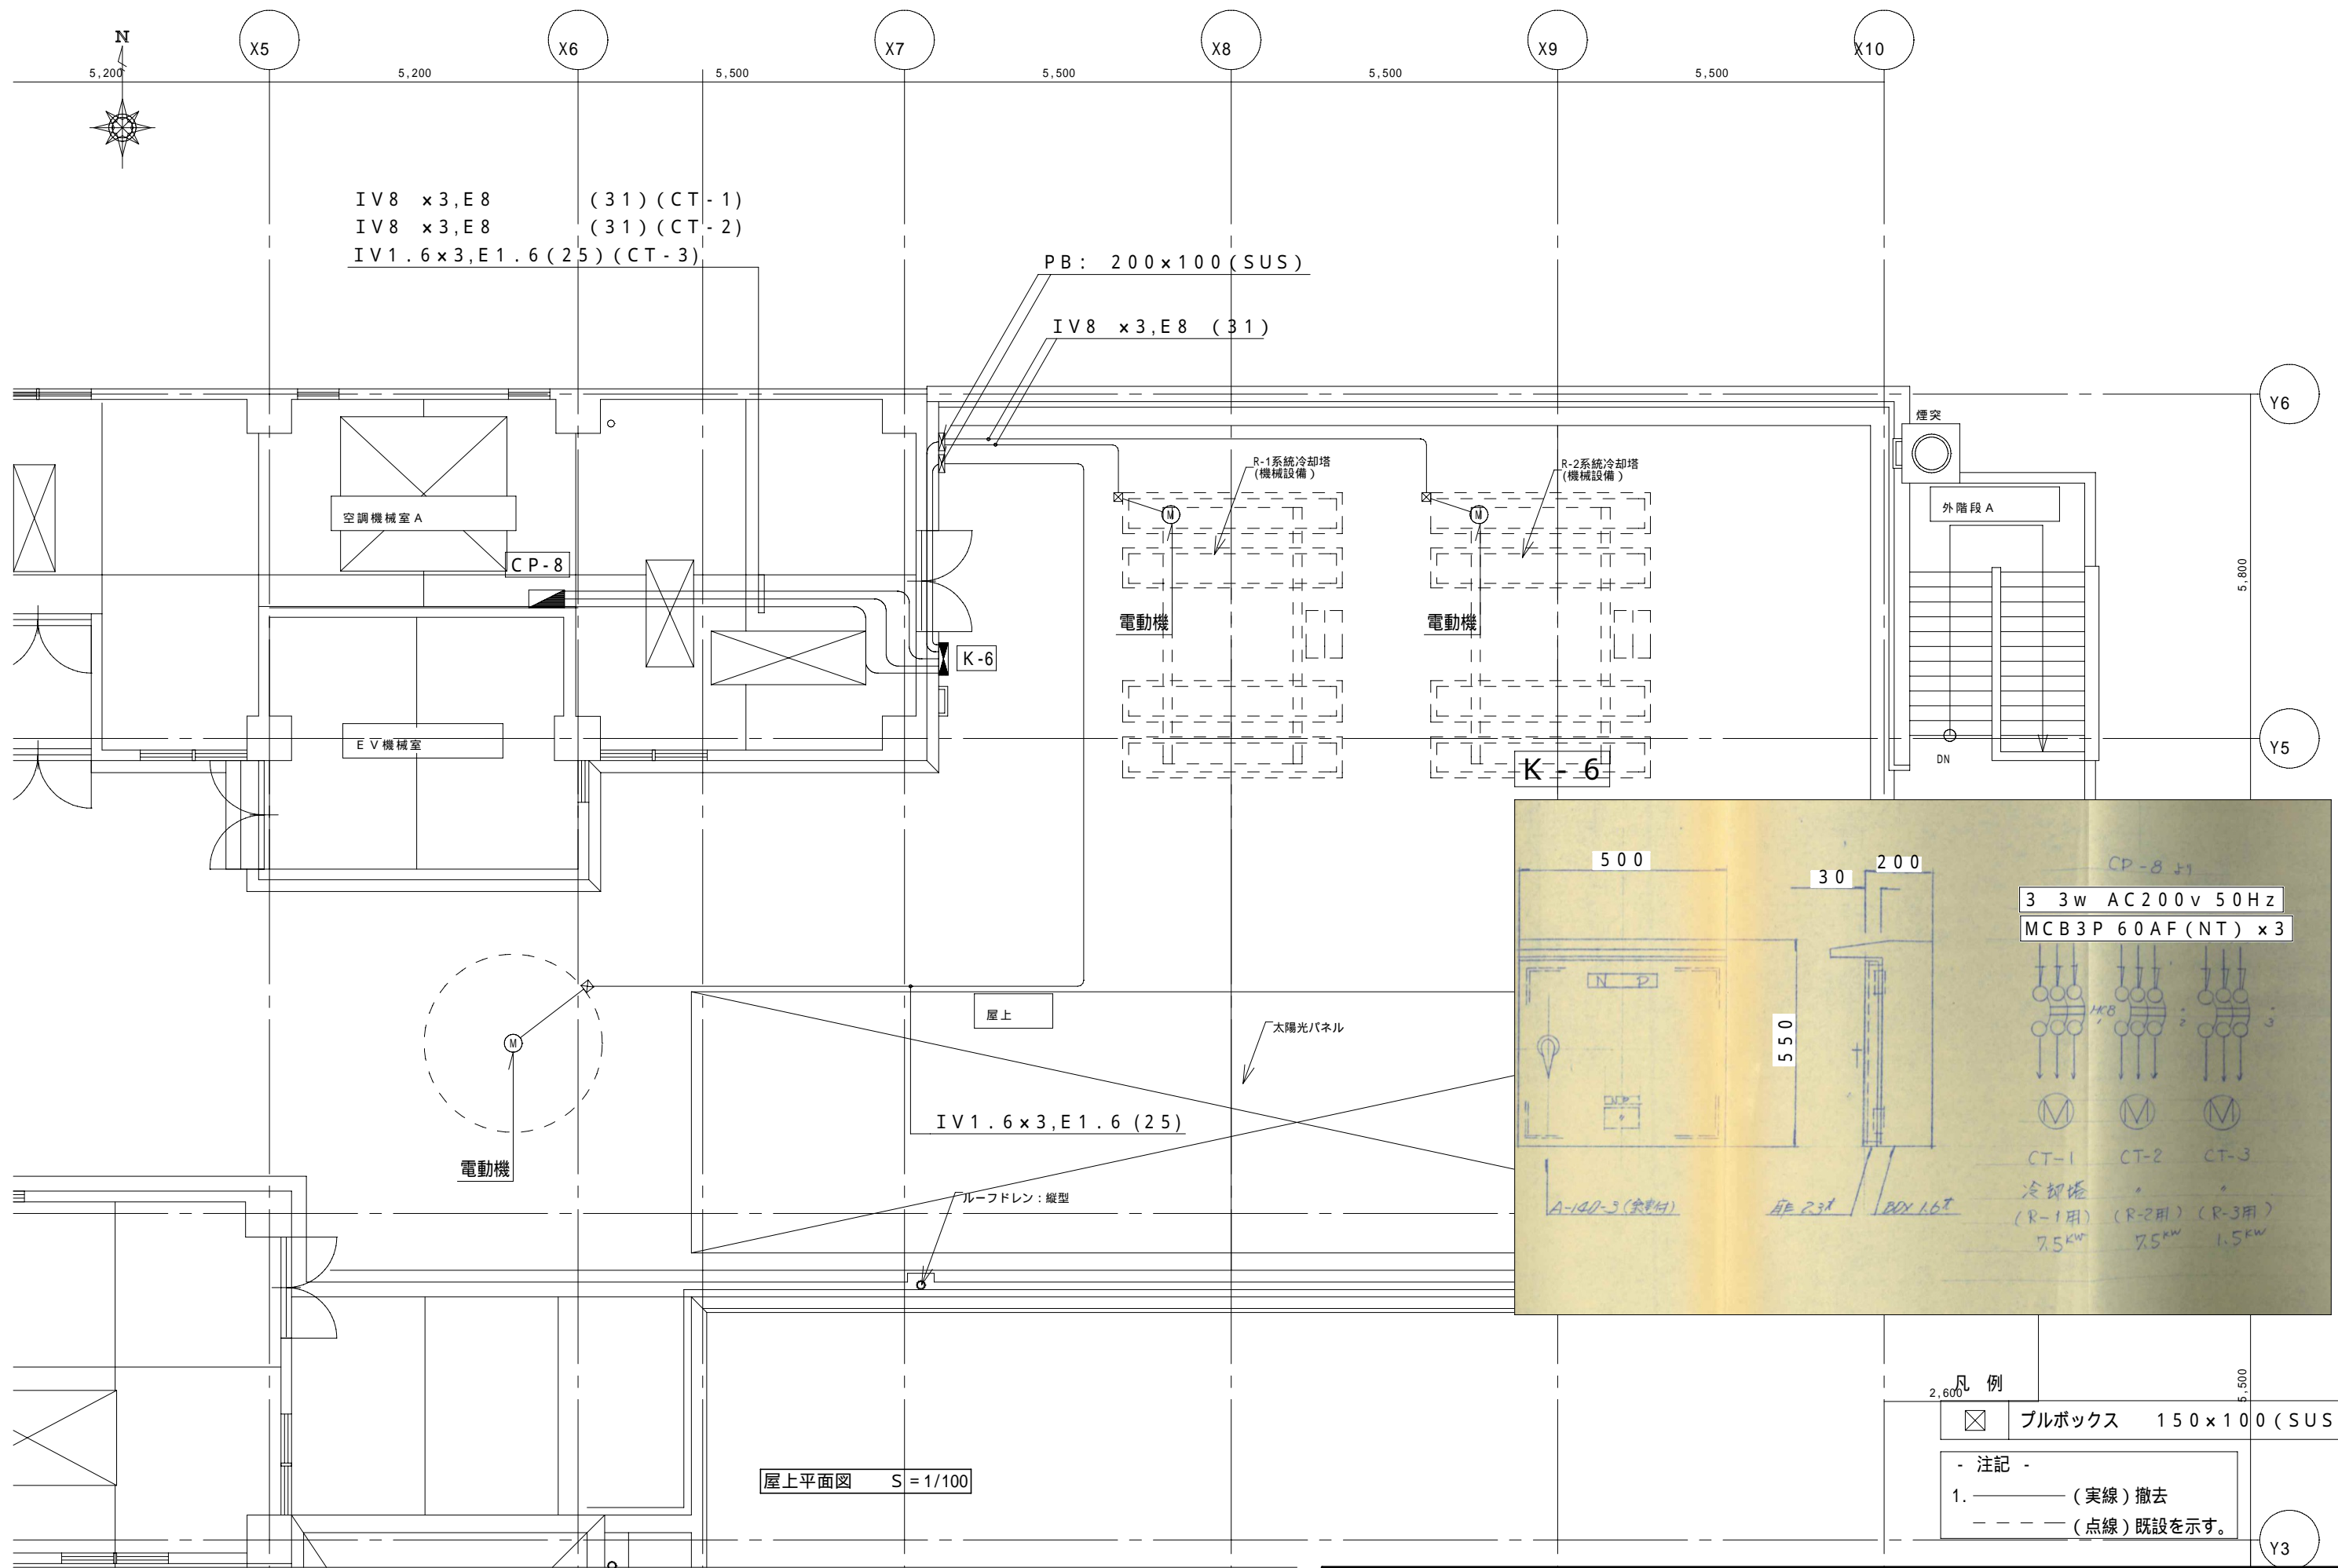 N
X5
X6
X7
X8
X9
X10
5,200
5,200
5,500
5,500
5,500
5,500
IV8 ×3,E8 (31)(CT-1)
IV8 ×3,E8 (31)(CT-2)
IV1.6×3,E1.6(25)(CT-3)
PB: 200×100(SUS)
IV8 ×3,E8 (31)
Y6
煙突
R-1系統冷却塔
(機械設備)
R-2系統冷却塔
(機械設備)
外階段A
空調機械室A
M
M
CP-8
5,800
電動機
電動機
K-6
EV機械室
Y5
DN
K-6
500
200
30
CP-8より
3 3w AC200v 50Hz
MCB3P 60AF(NT) ×3
N P
MCB
1
2
3
550
屋上
太陽光パネル
M
M M M
IV1.6×3,E1.6(25)
CT-1 CT-2 CT-3
電動機
冷却塔 〃 〃
ルーフドレン:縦型
A-140-3
扉 2.3t
BOX 1.6t
(R-1用) (R-2用) (R-3用)
7.5KW 7.5KW 1.5KW
凡 例
2,600
5,500
プルボックス 150×100(SUS
屋上平面図 S=1/100
- 注記 -
1. (実線)撤去
(点線)既設を示す。
Y3